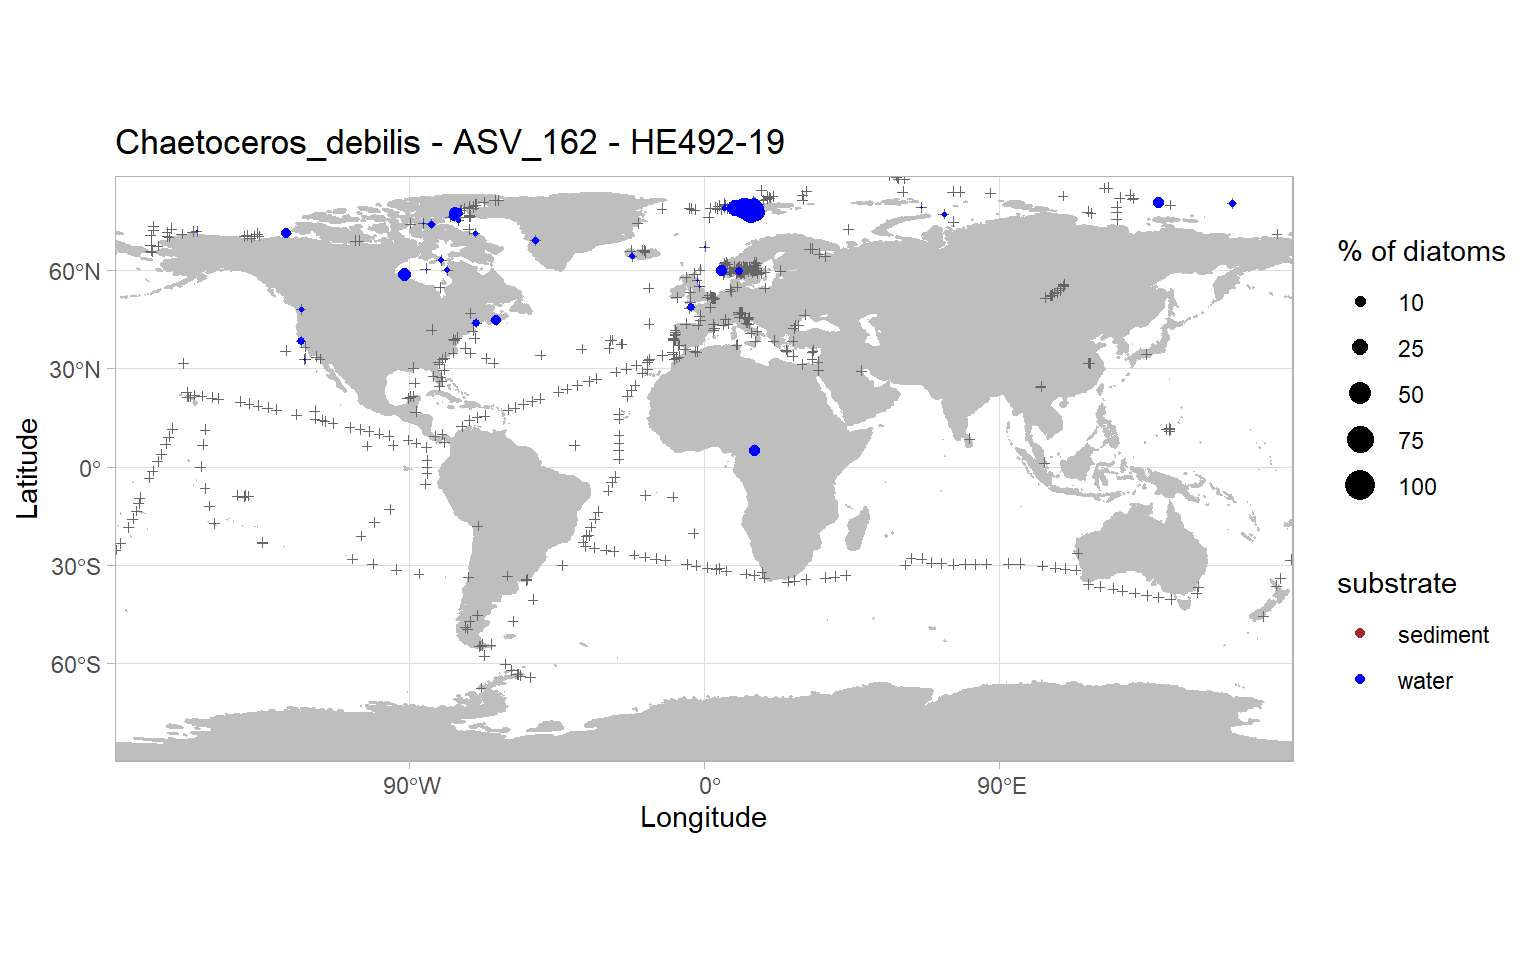 Chaetoceros_debilis - ASV_162 - HE492-19
Latitude
60°N
30°N
0°
30°S
60°S
90°W
0°
90°E
Longitude
% of diatoms
10
25
50
75
100
substrate
sediment
water